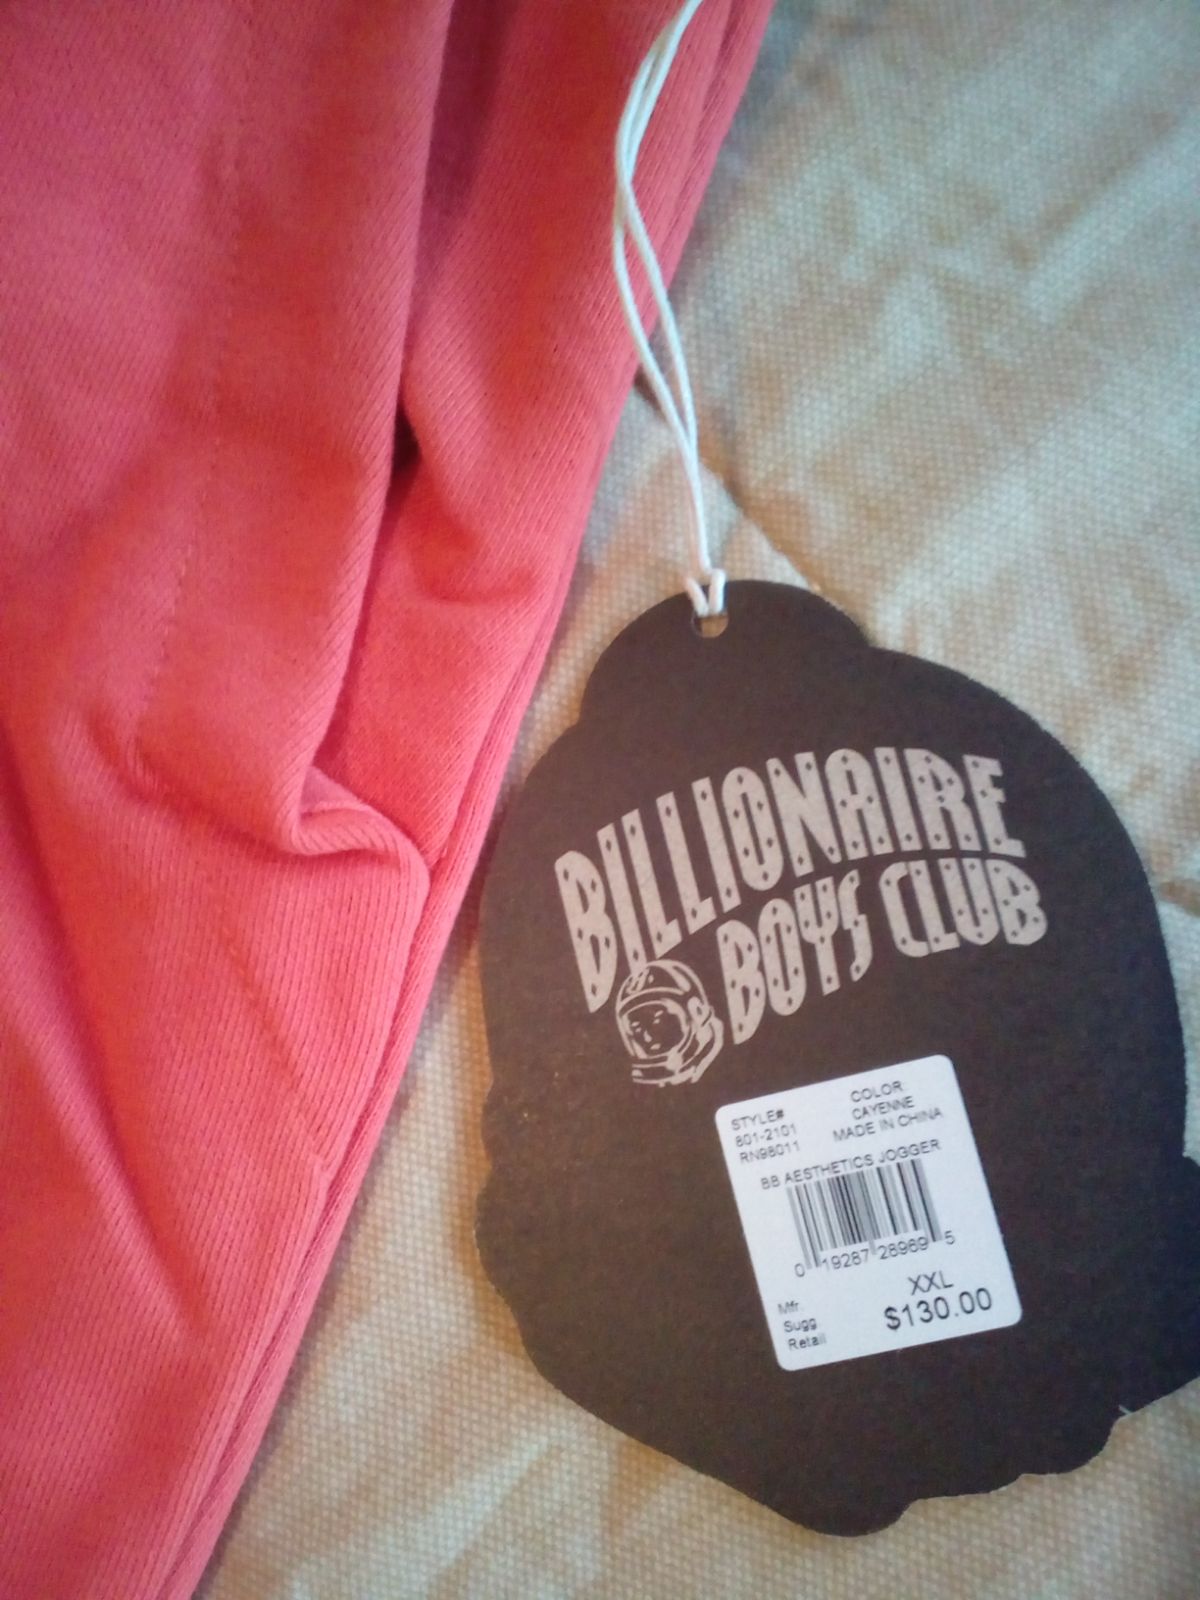 BILLIONAIRE
BOYS CLUB
STYLE#
801-2101
RN98011
COLOR:
CAYENNE
MADE IN CHINA
BB AESTHETICS JOGGER
0 19287 28969 5
XXL
$130.00
Mfr.
Sugg
Retail